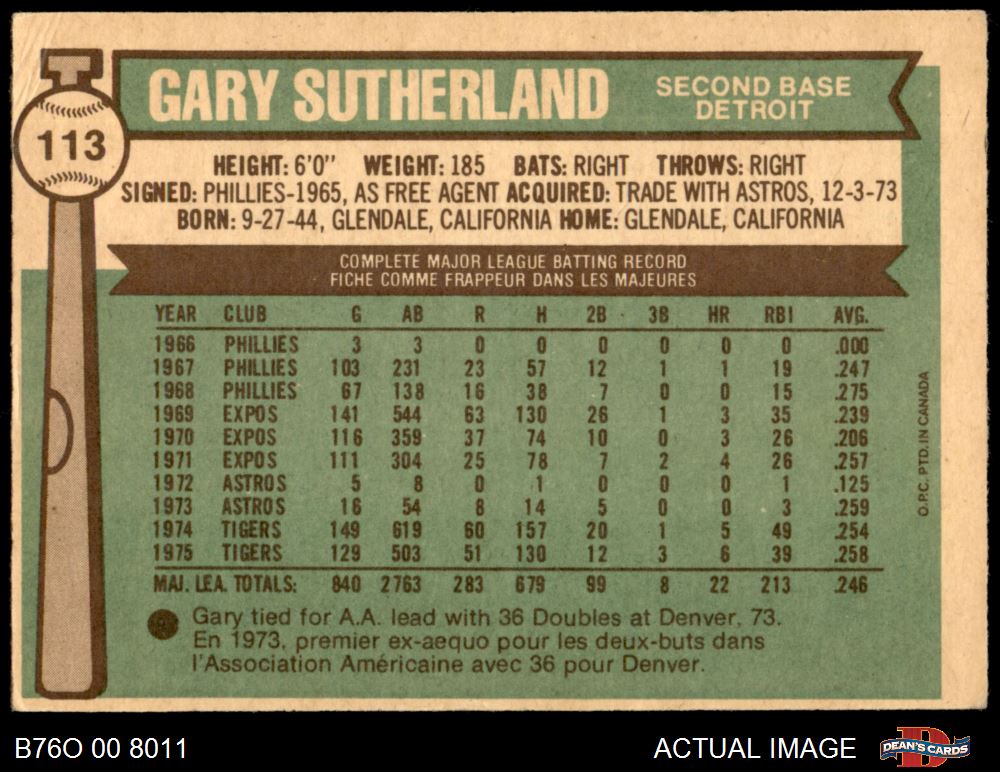 113
GARY SUTHERLAND
SECOND BASE
DETROIT
HEIGHT: 6'0" WEIGHT: 185 BATS: RIGHT THROWS: RIGHT
SIGNED: PHILLIES-1965, AS FREE AGENT ACQUIRED: TRADE WITH ASTROS, 12-3-73
BORN: 9-27-44, GLENDALE, CALIFORNIA HOME: GLENDALE, CALIFORNIA
COMPLETE MAJOR LEAGUE BATTING RECORD
FICHE COMME FRAPPEUR DANS LES MAJEURES
YEAR CLUB G AB R H 2B 3B HR RBI AVG.
1966 PHILLIES 3 3 0 0 0 0 0 0 .000
1967 PHILLIES 103 231 23 57 12 1 1 19 .247
1968 PHILLIES 67 138 16 38 7 0 0 15 .275
1969 EXPOS 141 544 63 130 26 1 3 35 .239
1970 EXPOS 116 359 37 74 10 0 3 26 .206
1971 EXPOS 111 304 25 78 7 2 4 26 .257
1972 ASTROS 5 8 0 1 0 0 0 1 .125
1973 ASTROS 16 54 8 14 5 0 0 3 .259
1974 TIGERS 149 619 60 157 20 1 5 49 .254
1975 TIGERS 129 503 51 130 12 3 6 39 .258
MAJ. LEA. TOTALS: 840 2763 283 679 99 8 22 213 .246
Gary tied for A.A. lead with 36 Doubles at Denver, 73.
En 1973, premier ex-aequo pour les deux-buts dans
l'Association Américaine avec 36 pour Denver.
O.P.C. PTD. IN CANADA
B76O 00 8011
ACTUAL IMAGE
DEAN'S CARDS